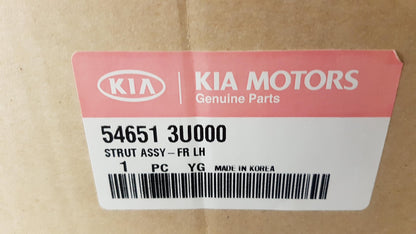 KIA
KIA MOTORS
Genuine Parts
54651 3U000
STRUT ASSY-FR LH
1 PC YG MADE IN KOREA